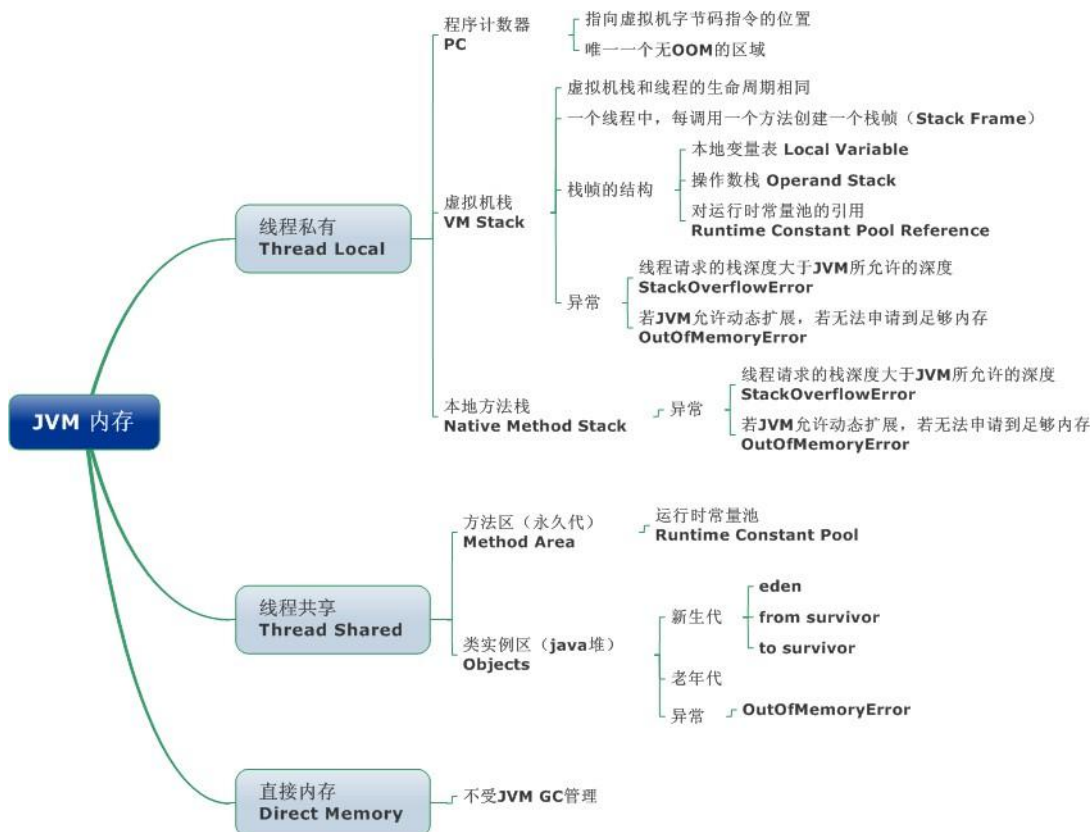 JVM 内存
线程私有
Thread Local
程序计数器
PC
指向虚拟机字节码指令的位置
唯一一个无OOM的区域
虚拟机栈
VM Stack
虚拟机栈和线程的生命周期相同
一个线程中，每调用一个方法创建一个栈帧（Stack Frame）
栈帧的结构
本地变量表 Local Variable
操作数栈 Operand Stack
对运行时常量池的引用
Runtime Constant Pool Reference
异常
线程请求的栈深度大于JVM所允许的深度
StackOverflowError
若JVM允许动态扩展，若无法申请到足够内存
OutOfMemoryError
本地方法栈
Native Method Stack
异常
线程请求的栈深度大于JVM所允许的深度
StackOverflowError
若JVM允许动态扩展，若无法申请到足够内存
OutOfMemoryError
线程共享
Thread Shared
方法区（永久代）
Method Area
运行时常量池
Runtime Constant Pool
类实例区（java堆）
Objects
新生代
eden
from survivor
to survivor
老年代
异常
OutOfMemoryError
直接内存
Direct Memory
不受JVM GC管理